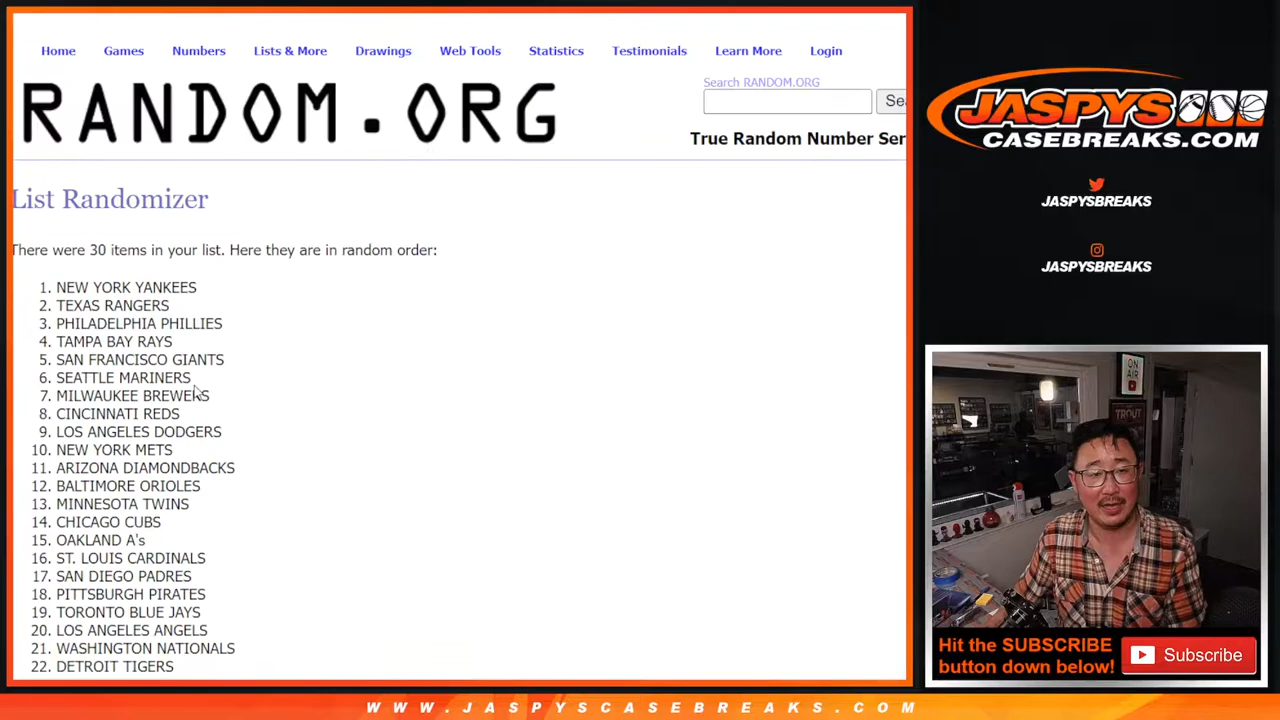 Home Games Numbers Lists & More Drawings Web Tools Statistics Testimonials Learn More Login
RANDOM.ORG
Search RANDOM.ORG
Sea
True Random Number Ser
List Randomizer
There were 30 items in your list. Here they are in random order:
1. NEW YORK YANKEES
2. TEXAS RANGERS
3. PHILADELPHIA PHILLIES
4. TAMPA BAY RAYS
5. SAN FRANCISCO GIANTS
6. SEATTLE MARINERS
7. MILWAUKEE BREWERS
8. CINCINNATI REDS
9. LOS ANGELES DODGERS
10. NEW YORK METS
11. ARIZONA DIAMONDBACKS
12. BALTIMORE ORIOLES
13. MINNESOTA TWINS
14. CHICAGO CUBS
15. OAKLAND A's
16. ST. LOUIS CARDINALS
17. SAN DIEGO PADRES
18. PITTSBURGH PIRATES
19. TORONTO BLUE JAYS
20. LOS ANGELES ANGELS
21. WASHINGTON NATIONALS
22. DETROIT TIGERS
JASPYS
CASEBREAKS.COM
JASPYSBREAKS
JASPYSBREAKS
ON AIR
TROUT
Hit the SUBSCRIBE
button down below!
Subscribe
WWW.JASPYSCASEBREAKS.COM